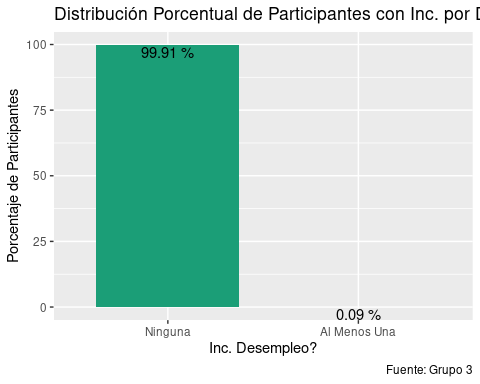 Distribución Porcentual de Participantes con Inc. por
100
99.91 %
75
50
25
0
0.09 %
Ninguna
Al Menos Una
Porcentaje de Participantes
Inc. Desempleo?
Fuente: Grupo 3